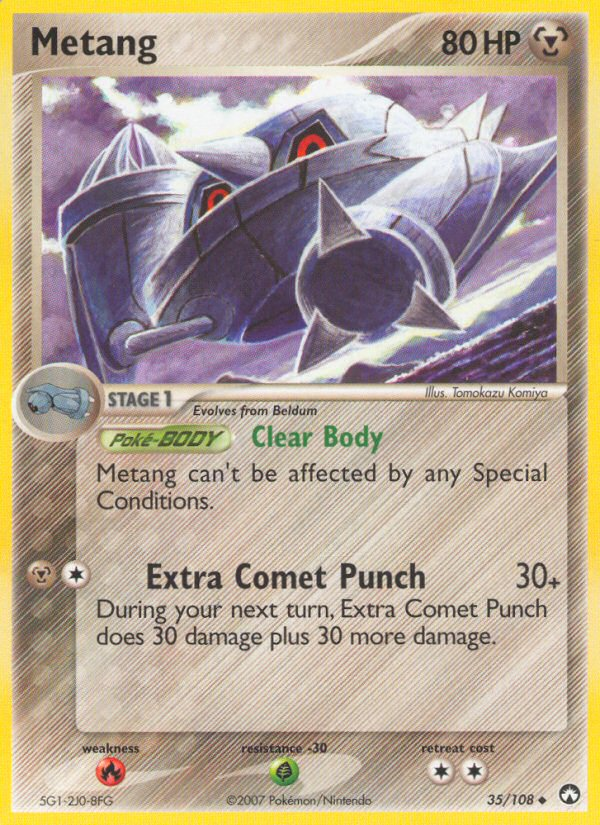 Metang 80 HP
Illus. Tomokazu Komiya
STAGE 1
Evolves from Beldum
Poké-BODY Clear Body
Metang can't be affected by any Special
Conditions.
Extra Comet Punch 30+
During your next turn, Extra Comet Punch
does 30 damage plus 30 more damage.
weakness resistance -30 retreat cost
5G1-2J0-8FG ©2007 Pokémon/Nintendo 35/108